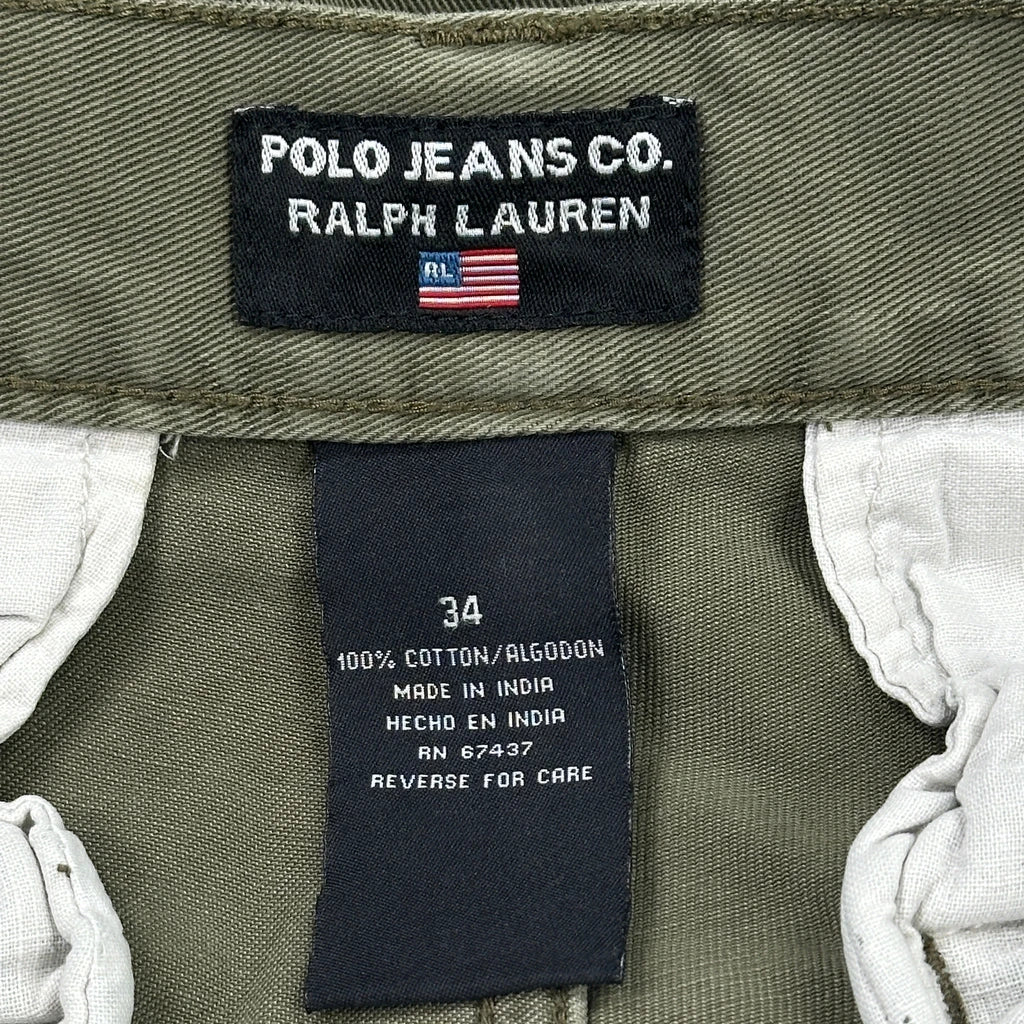 POLO JEANS CO.
RALPH LAUREN
RL
34
100% COTTON/ALGODON
MADE IN INDIA
HECHO EN INDIA
RN 67437
REVERSE FOR CARE